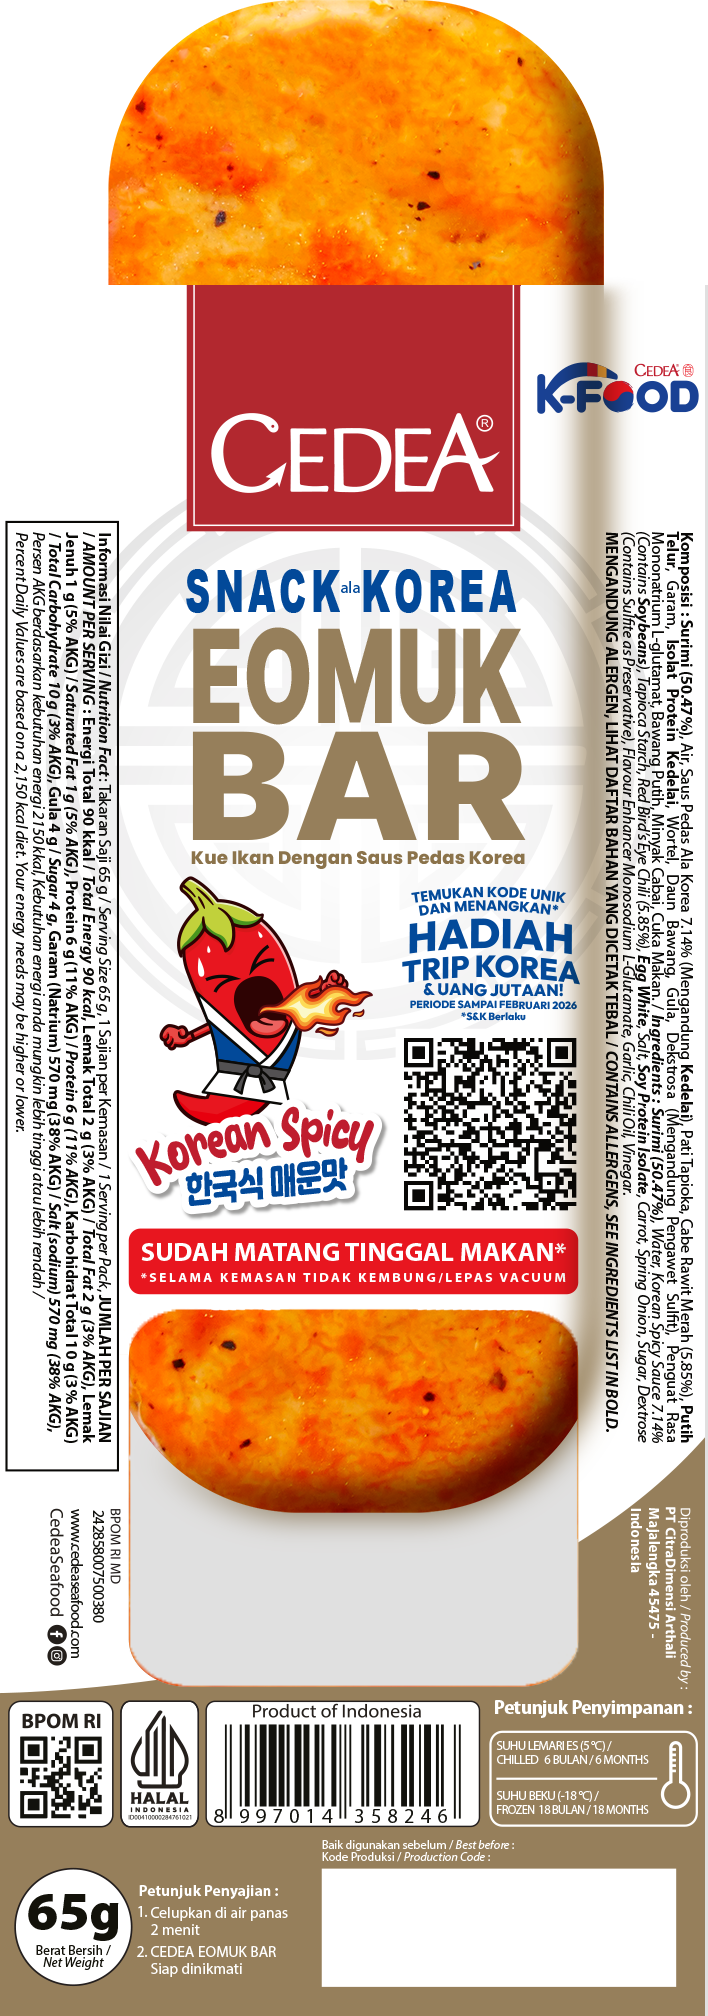 CEDEA®
CEDEA®
K-FOOD
SNACK ala KOREA
EOMUK
BAR
Kue Ikan Dengan Saus Pedas Korea
TEMUKAN KODE UNIK
DAN MENANGKAN*
HADIAH
TRIP KOREA
& UANG JUTAAN!
PERIODE SAMPAI FEBRUARI 2026
*S&K Berlaku
Korean Spicy
한국식 매운맛
SUDAH MATANG TINGGAL MAKAN*
*SELAMA KEMASAN TIDAK KEMBUNG/LEPAS VACUUM
Komposisi : Surimi (50,47%), Air, Saus Pedas Ala Korea 7.14% (Mengandung Kedelai), Pati Tapioka, Cabe Rawit Merah (5.85%), Putih
Telur, Garam, Isolat Protein Kedelai, Wortel, Daun Bawang, Gula, Dekstrosa (Mengandung Pengawet Sulfit), Penguat Rasa
Mononatrium L-glutamat, Bawang Putih, Minyak Cabai, Cuka Makan. / Ingredients : Surimi (50.47%), Water, Korean Spicy Sauce 7.14%
(Contains Soybeans), Tapioca Starch, Red Bird's Eye Chili (5.85%), Egg White, Salt, Soy Protein Isolate, Carrot, Spring Onion, Sugar, Dextrose
(Contains Sulfite as Preservative), Flavour Enhancer Monosodium L-Glutamate, Garlic, Chili Oil, Vinegar.
MENGANDUNG ALERGEN, LIHAT DAFTAR BAHAN YANG DICETAK TEBAL / CONTAINS ALLERGENS, SEE INGREDIENTS LIST IN BOLD.
Informasi Nilai Gizi / Nutrition Fact : Takaran Saji 65 g / Serving Size 65 g, 1 Sajian per Kemasan / 1 Serving per Pack, JUMLAH PER SAJIAN
/ AMOUNT PER SERVING : Energi Total 90 kkal / Total Energy 90 kcal, Lemak Total 2 g (3% AKG) / Total Fat 2 g (3% AKG), Lemak
Jenuh 1 g (5% AKG) / Saturated Fat 1 g (5% AKG), Protein 6 g (11% AKG) / Protein 6 g (11% AKG), Karbohidrat Total 10 g (3% AKG)
/ Total Carbohydrate 10 g (3% AKG), Gula 4 g / Sugar 4 g, Garam (Natrium) 570 mg (38% AKG) / Salt (sodium) 570 mg (38% AKG),
Persen AKG berdasarkan kebutuhan energi 2150 kkal, Kebutuhan energi anda mungkin lebih tinggi atau lebih rendah /
Percent Daily Values are based on a 2,150 kcal diet. Your energy needs may be higher or lower.
Diproduksi oleh / Produced by :
PT CitraDimensi Arthali
Majalengka 45475 -
Indonesia
BPOM RI MD
242858007500380
www.cedeaseafood.com
CedeaSeafood
BPOM RI
HALAL
INDONESIA
ID00410000284761021
Product of Indonesia
8 997014 358246
Petunjuk Penyimpanan :
SUHU LEMARI ES (5 °C) /
CHILLED 6 BULAN / 6 MONTHS
SUHU BEKU (-18 °C) /
FROZEN 18 BULAN / 18 MONTHS
Baik digunakan sebelum / Best before :
Kode Produksi / Production Code :
65g
Berat Bersih /
Net Weight
Petunjuk Penyajian :
1. Celupkan di air panas
2 menit
2. CEDEA EOMUK BAR
Siap dinikmati